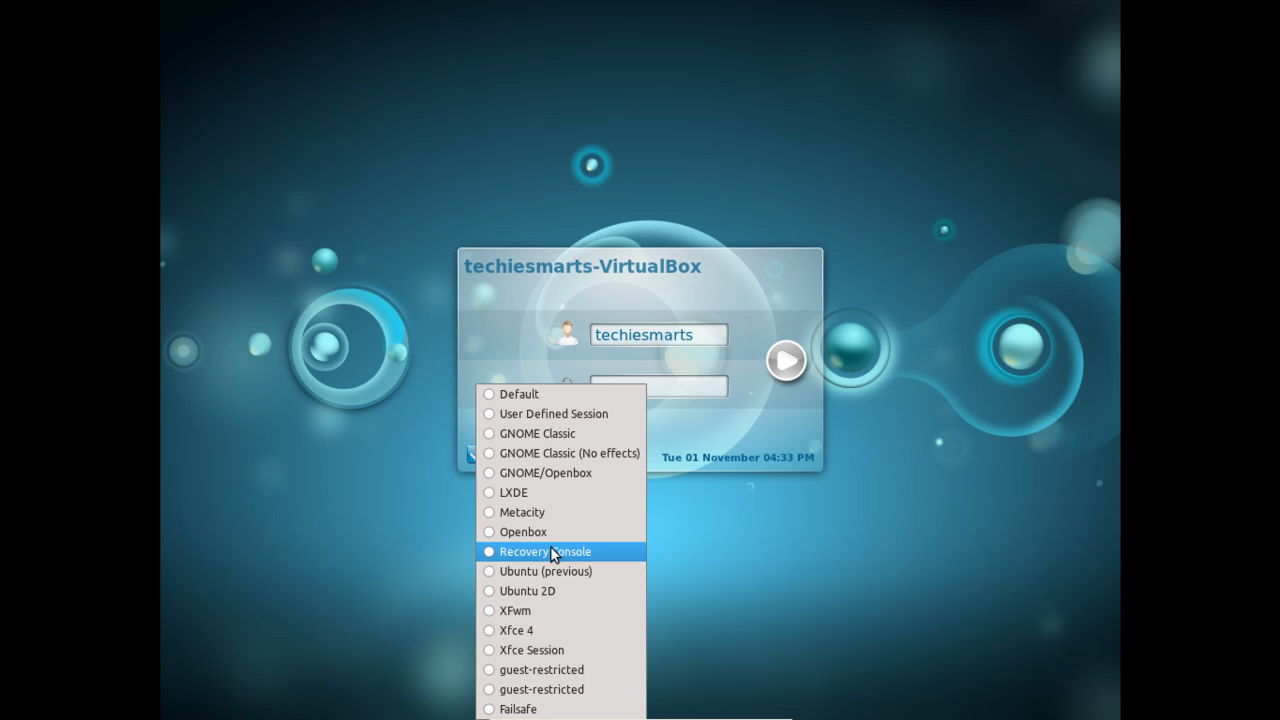 techiesmarts-VirtualBox
techiesmarts
Default
User Defined Session
GNOME Classic
GNOME Classic (No effects)
Tue 01 November 04:33 PM
GNOME/Openbox
LXDE
Metacity
Openbox
Recovery Console
Ubuntu (previous)
Ubuntu 2D
XFwm
Xfce 4
Xfce Session
guest-restricted
guest-restricted
Failsafe